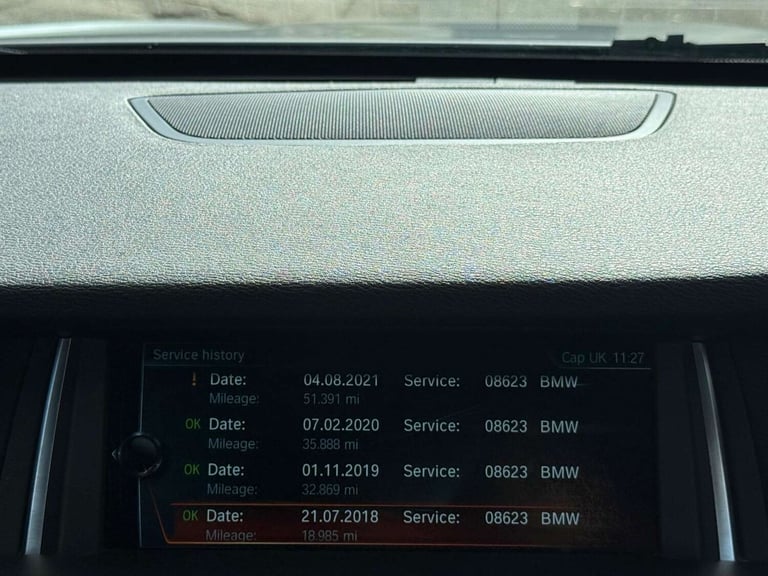 Service history
Cap UK 11:27
! Date: 04.08.2021 Service: 08623 BMW
Mileage: 51.391 mi
OK Date: 07.02.2020 Service: 08623 BMW
Mileage: 35.888 mi
OK Date: 01.11.2019 Service: 08623 BMW
Mileage: 32.869 mi
OK Date: 21.07.2018 Service: 08623 BMW
Mileage: 18.985 mi